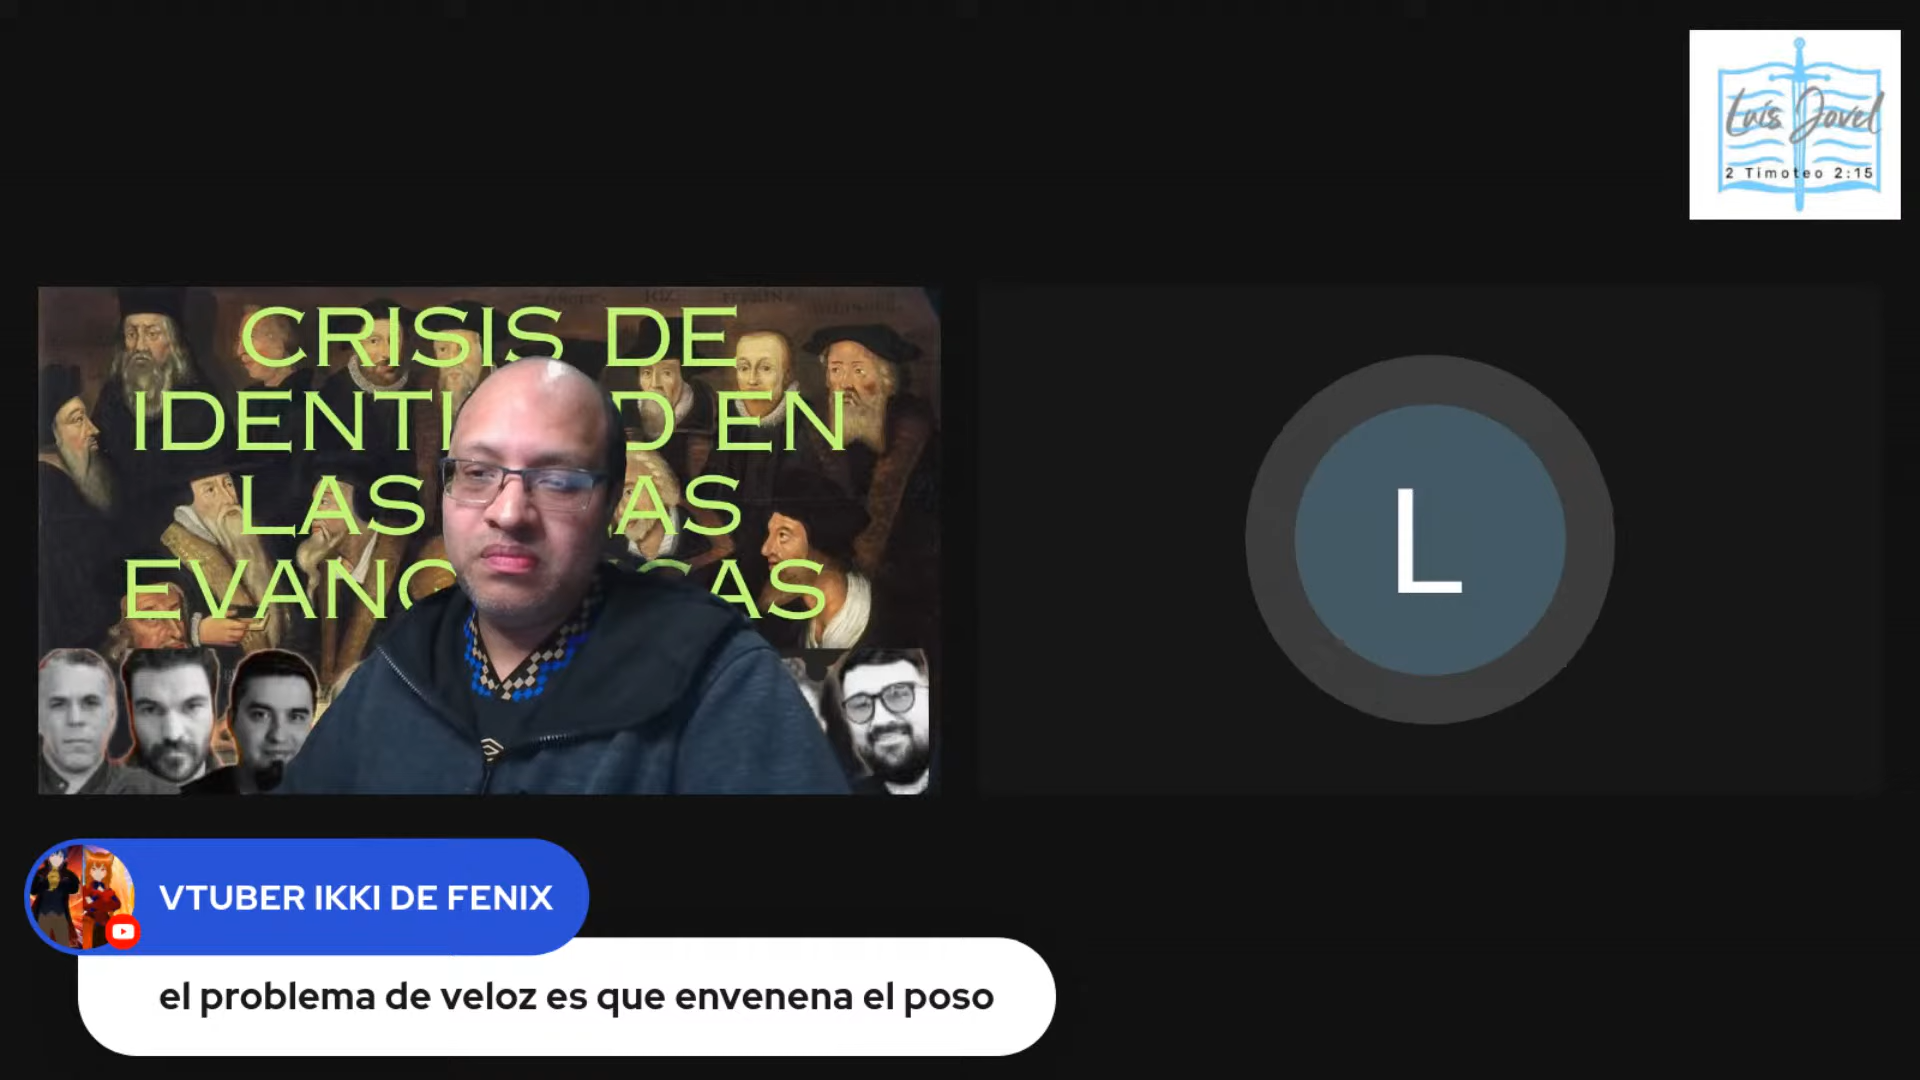 Luis Jovel
2 Timoteo 2:15
CRISIS DE
IDENTI D EN
LAS AS
EVANG CAS
L
VTUBER IKKI DE FENIX
el problema de veloz es que envenena el poso